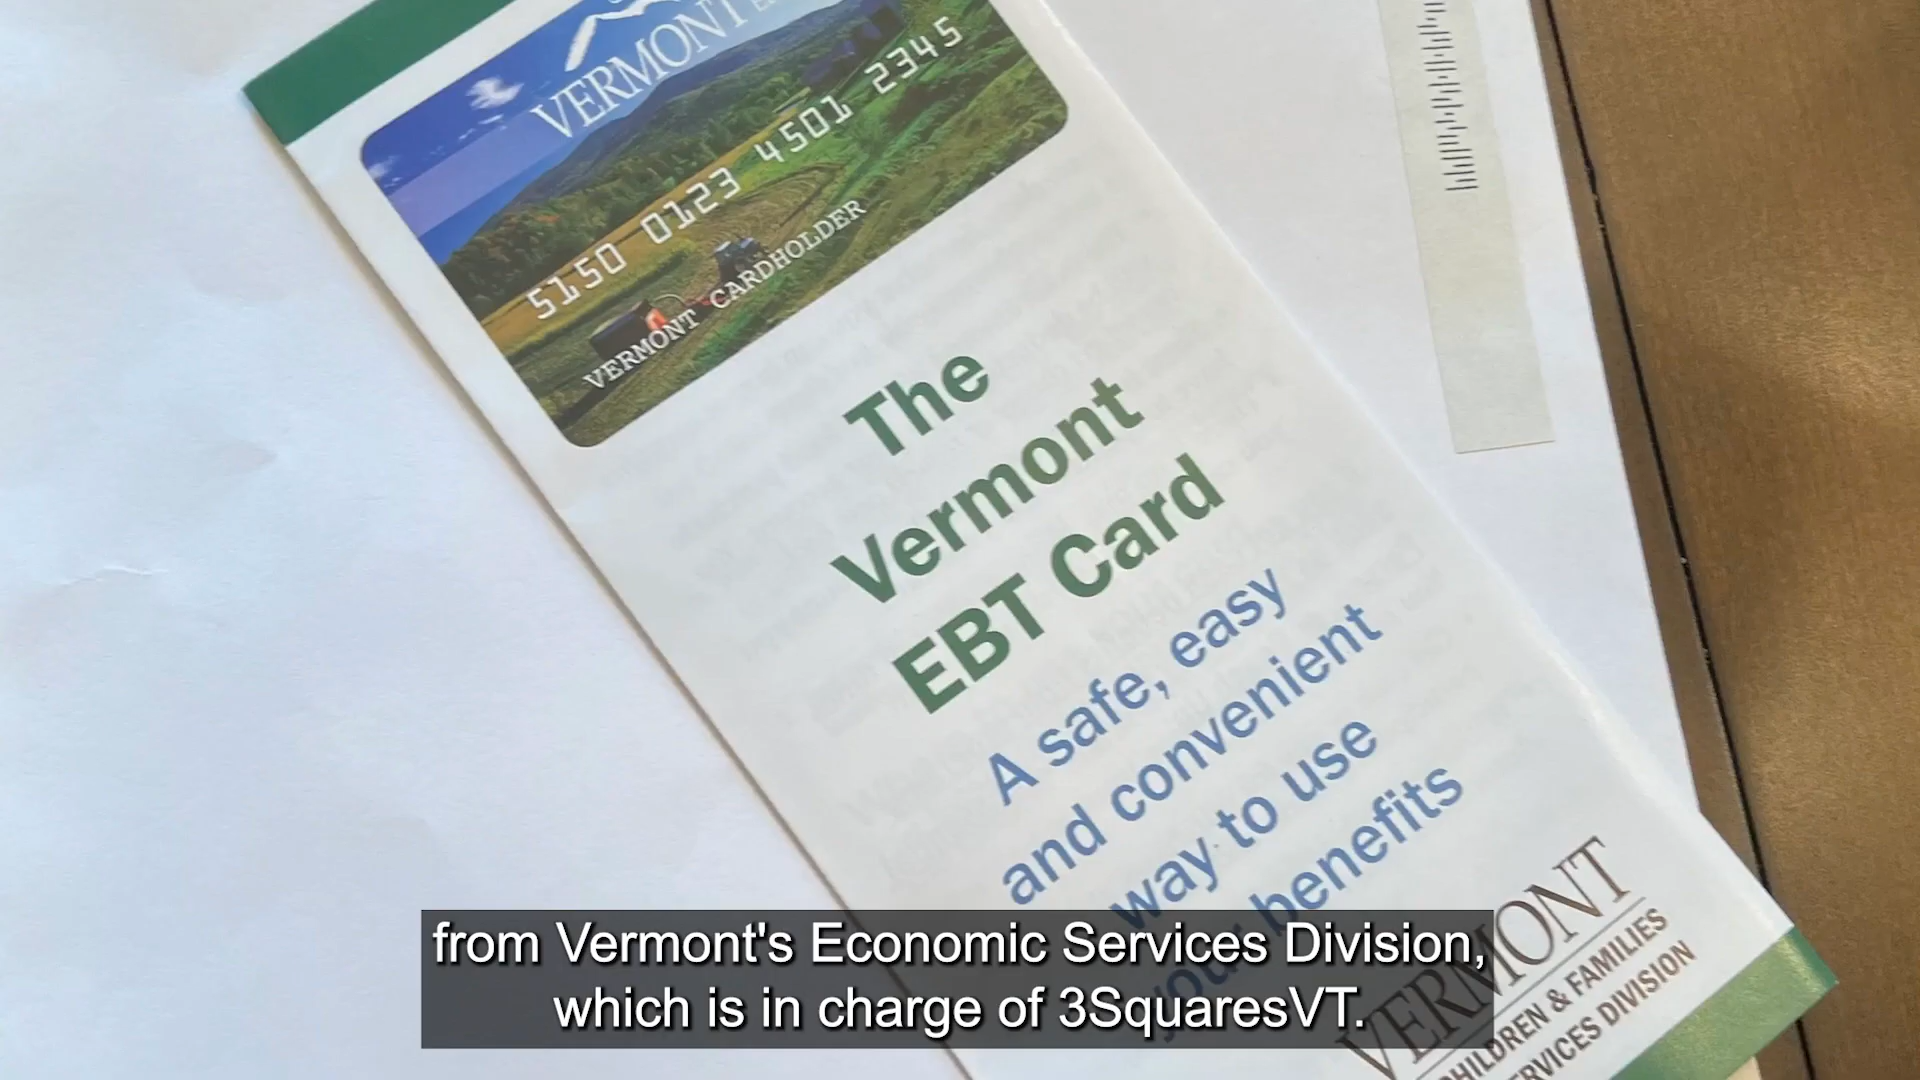 VERMONT
5150 0123 4501 2345
VERMONT CARDHOLDER
The
Vermont
EBT Card
A safe, easy
and convenient
way to use
your benefits
VERMONT
CHILDREN & FAMILIES
SERVICES DIVISION
from Vermont's Economic Services Division,
which is in charge of 3SquaresVT.